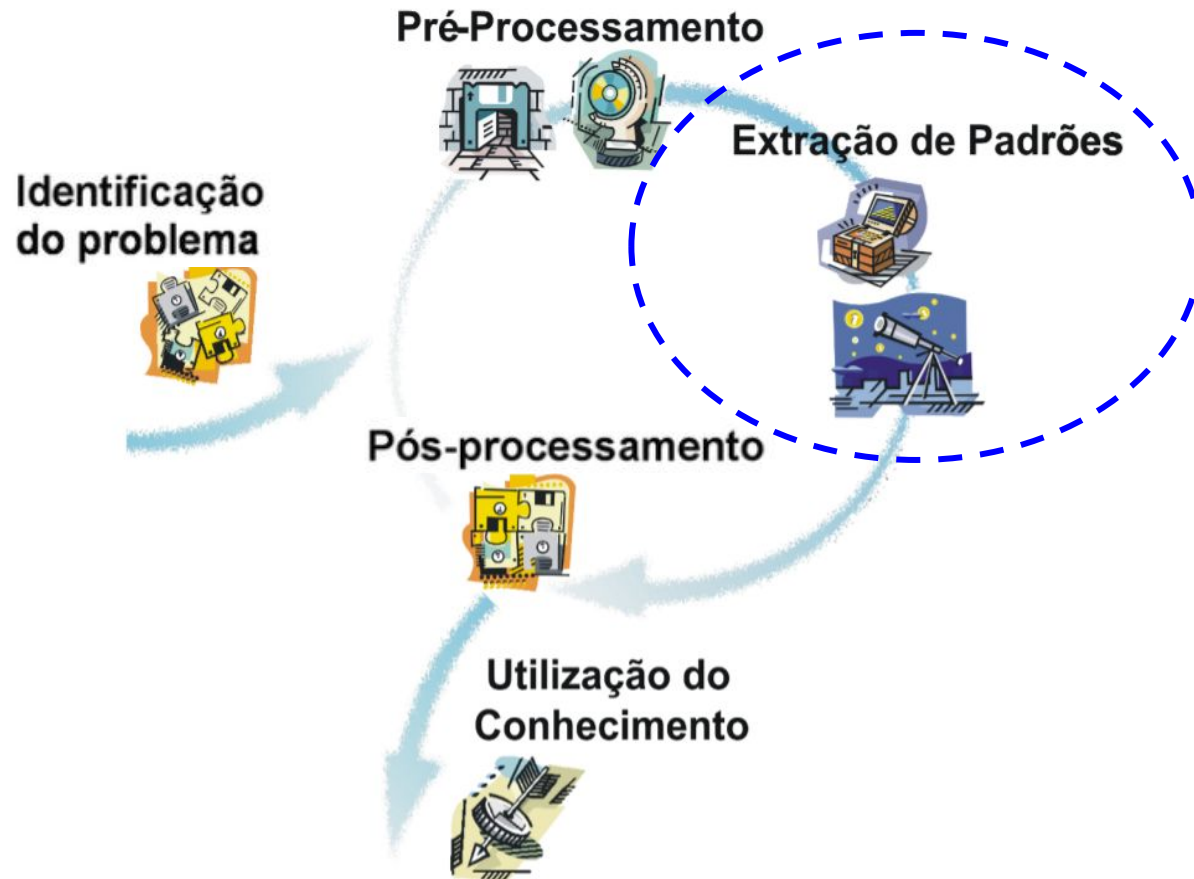 Pré-Processamento
Extração de Padrões
Identificação
do problema
Pós-processamento
Utilização do
Conhecimento